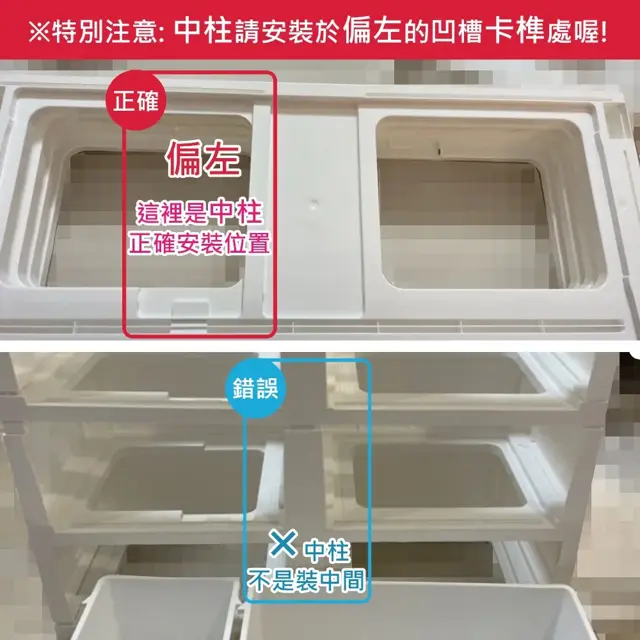 ※特別注意: 中柱請安裝於偏左的凹槽卡榫處喔!
正確
偏左
這裡是中柱
正確安裝位置
錯誤
✕ 中柱
不是裝中間